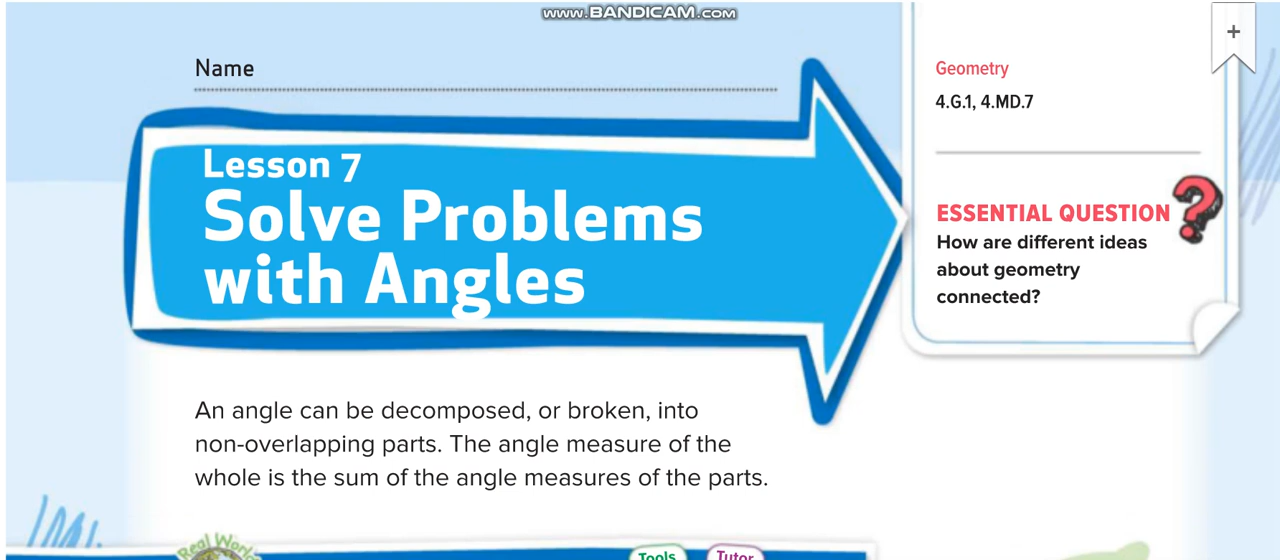 www.BANDICAM.com
Name
Lesson 7
Solve Problems
with Angles
Geometry
4.G.1, 4.MD.7
ESSENTIAL QUESTION
How are different ideas
about geometry
connected?
An angle can be decomposed, or broken, into
non-overlapping parts. The angle measure of the
whole is the sum of the angle measures of the parts.
Real World
Tools
Tutor